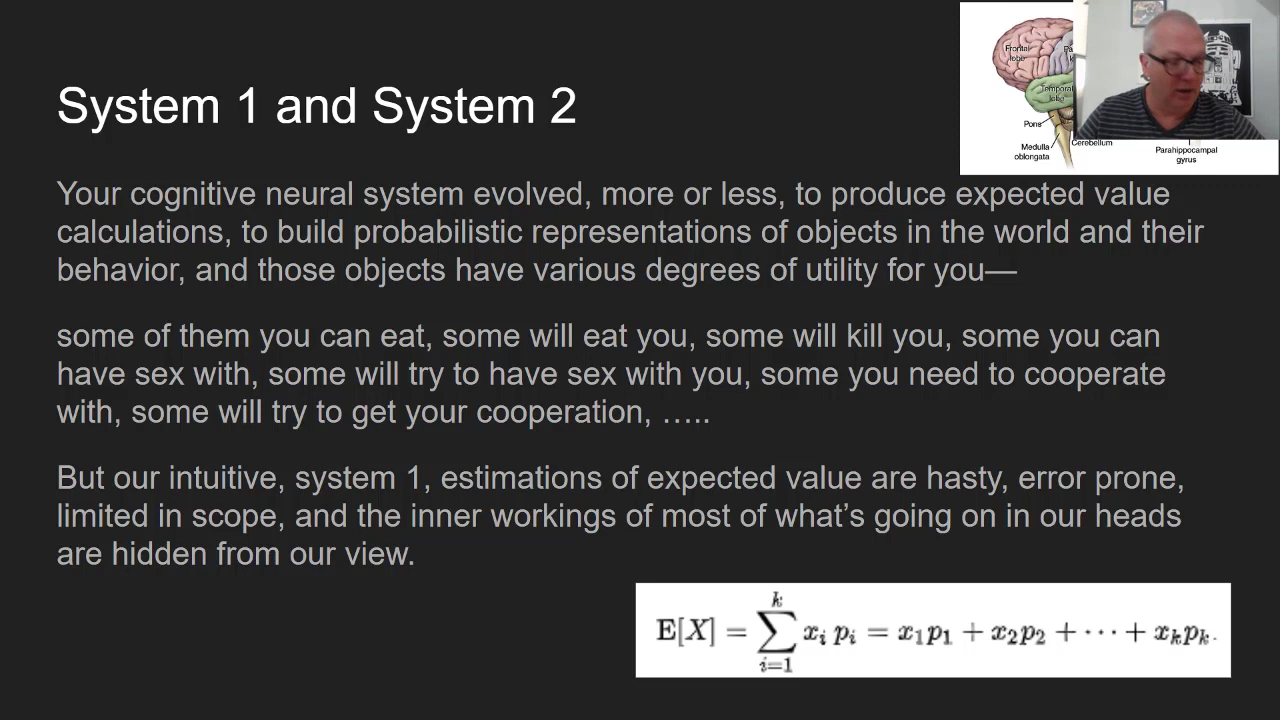 System 1 and System 2
Frontal
lobe
Temporal
lobe
Pons
Medulla
oblongata
Cerebellum
Parahippocampal
gyrus
Your cognitive neural system evolved, more or less, to produce expected value
calculations, to build probabilistic representations of objects in the world and their
behavior, and those objects have various degrees of utility for you—
some of them you can eat, some will eat you, some will kill you, some you can
have sex with, some will try to have sex with you, some you need to cooperate
with, some will try to get your cooperation, …..
But our intuitive, system 1, estimations of expected value are hasty, error prone,
limited in scope, and the inner workings of most of what’s going on in our heads
are hidden from our view.
E[X] = ∑_{i=1}^{k} x_i p_i = x_1p_1 + x_2p_2 + ⋯ + x_kp_k.